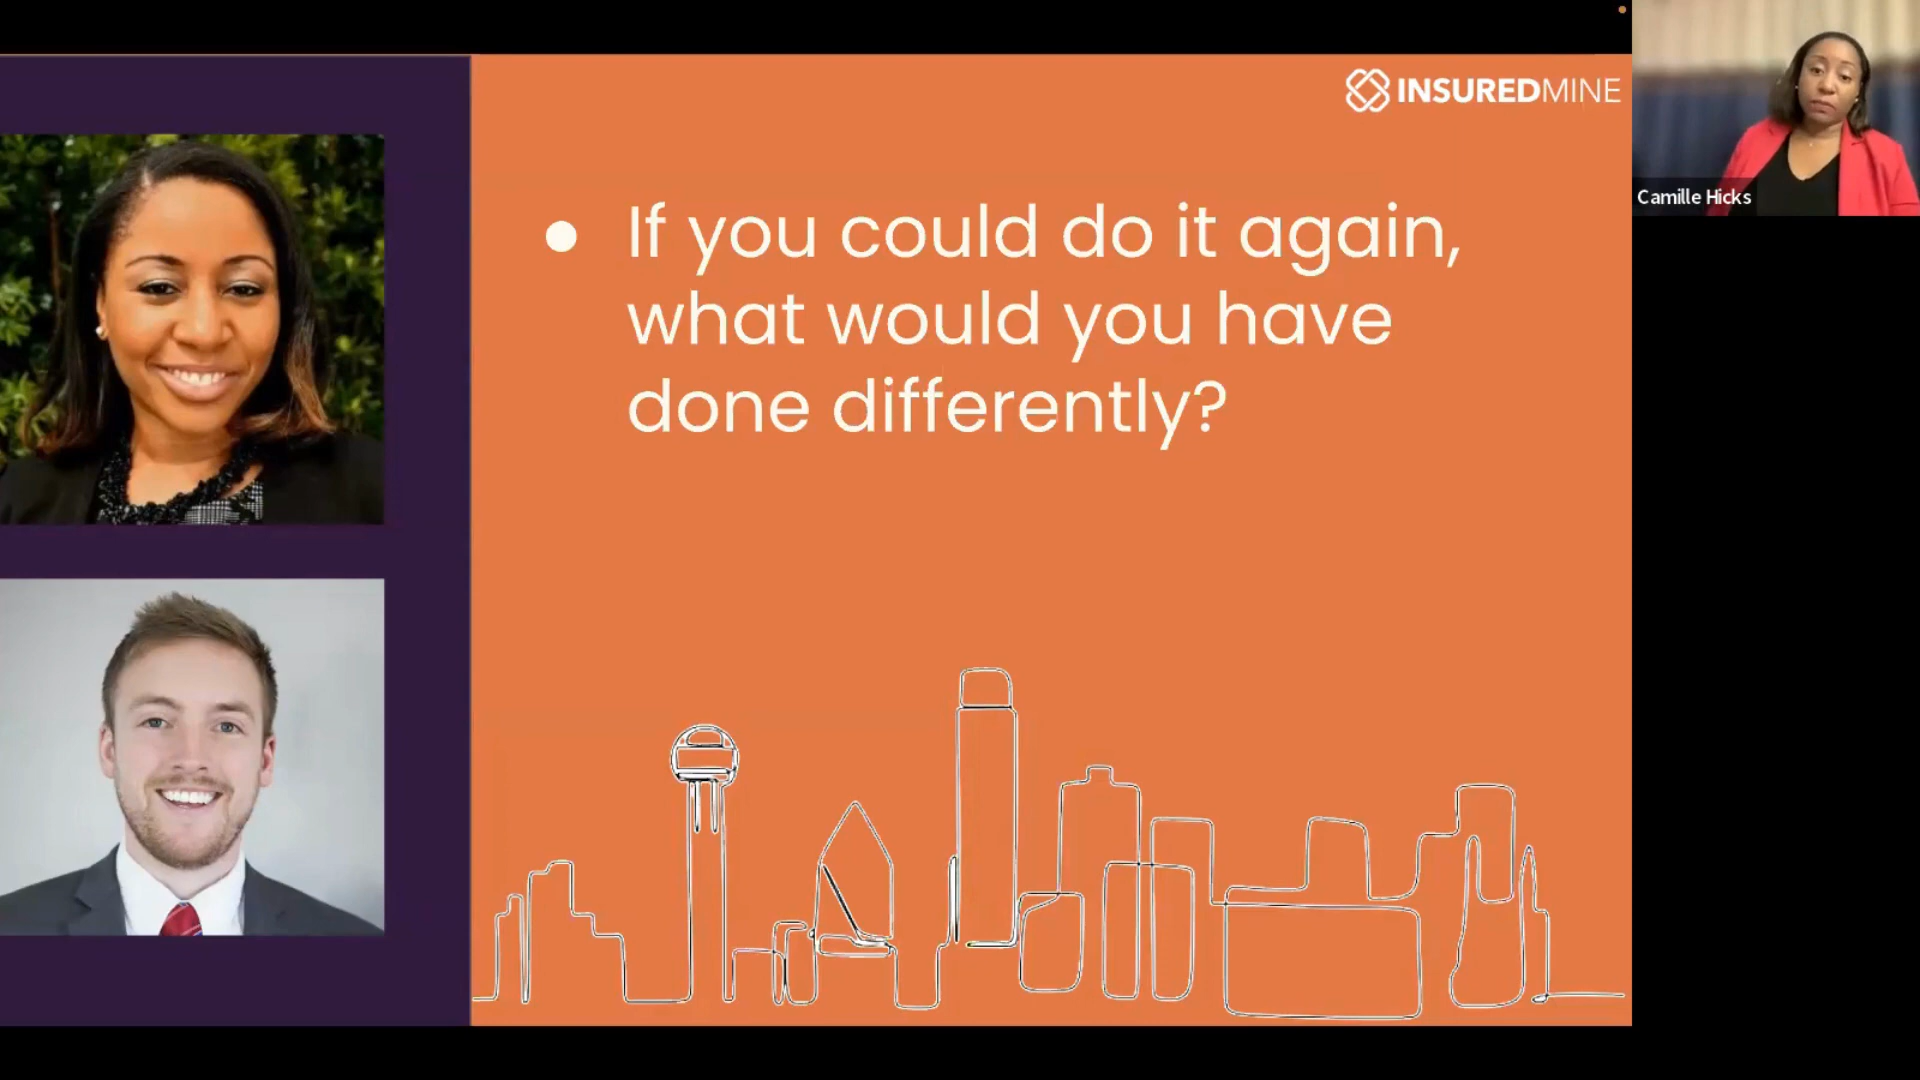 INSUREDMINE
Camille Hicks
● If you could do it again,
what would you have
done differently?